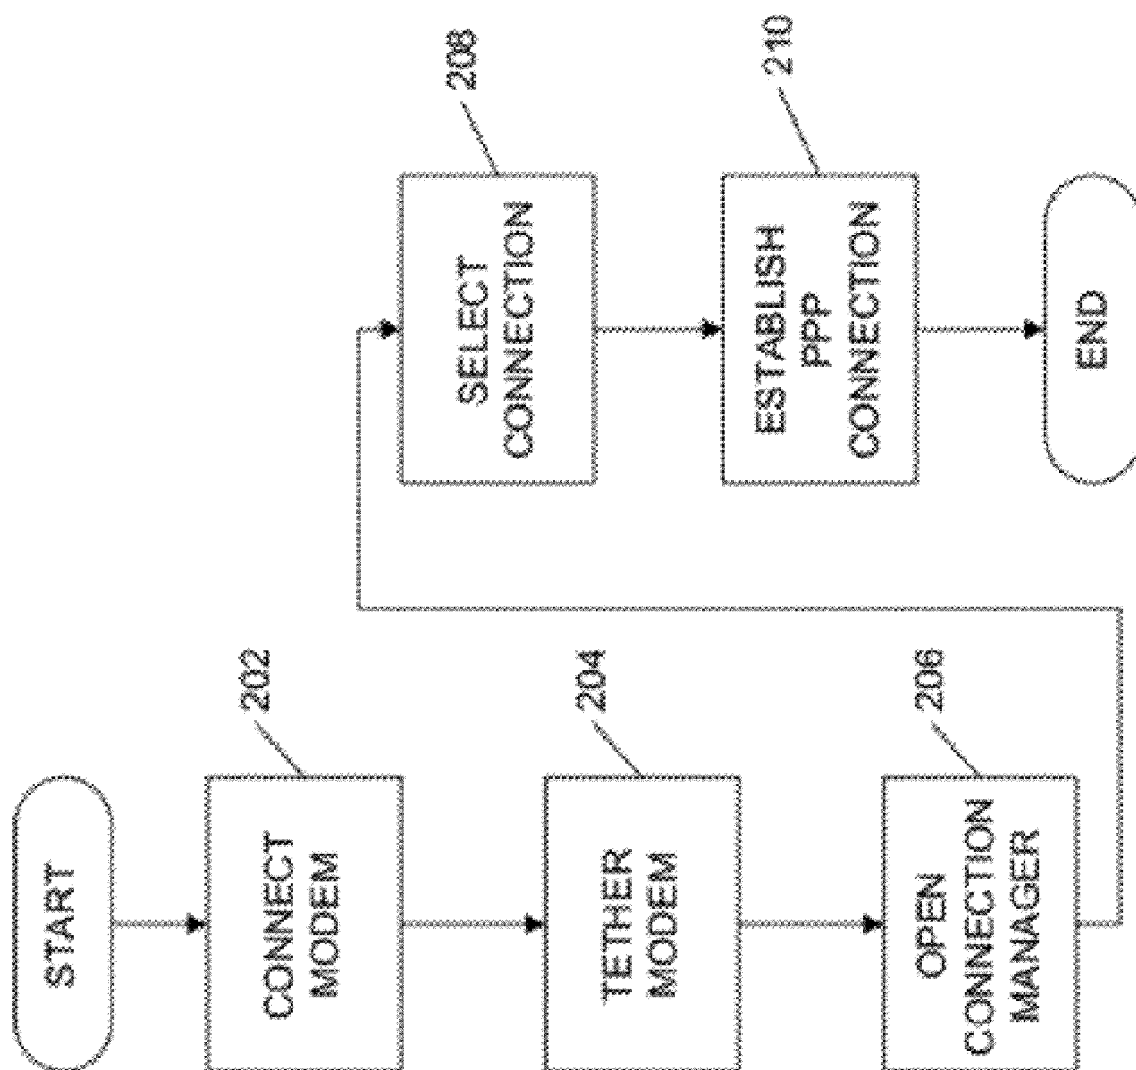 START
CONNECT
MODEM
202
TETHER
MODEM
204
OPEN
CONNECTION
MANAGER
206
SELECT
CONNECTION
208
ESTABLISH
PPP
CONNECTION
210
END